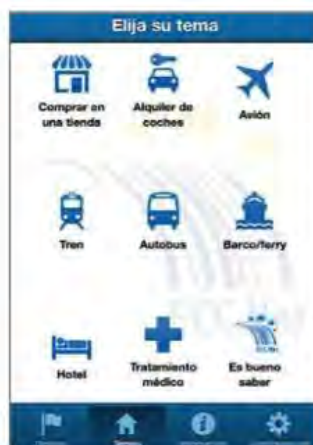 Elija su tema
Comprar en
una tienda
Alquiler de
coches
Avión
Tren
Autobus
Barco/ferry
Hotel
Tratamiento
médico
Es bueno
saber